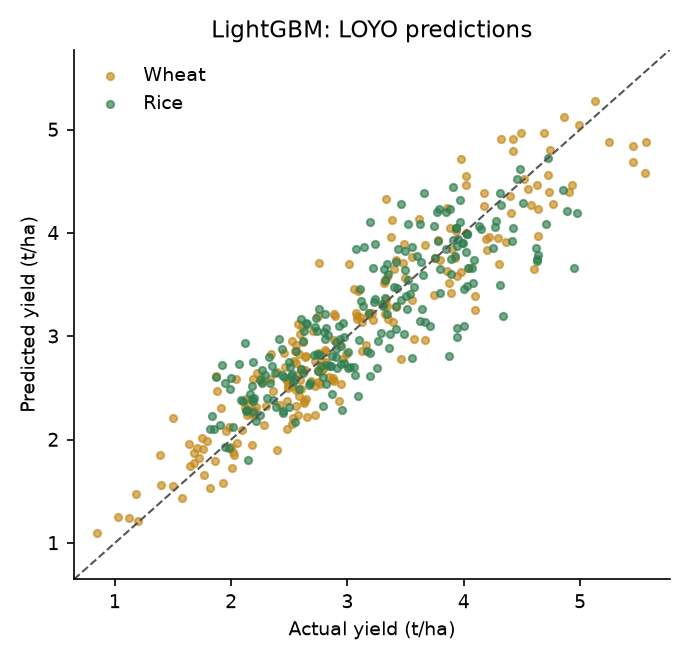 LightGBM: LOYO predictions
Wheat
Rice
5
4
3
2
1
Predicted yield (t/ha)
1 2 3 4 5
Actual yield (t/ha)